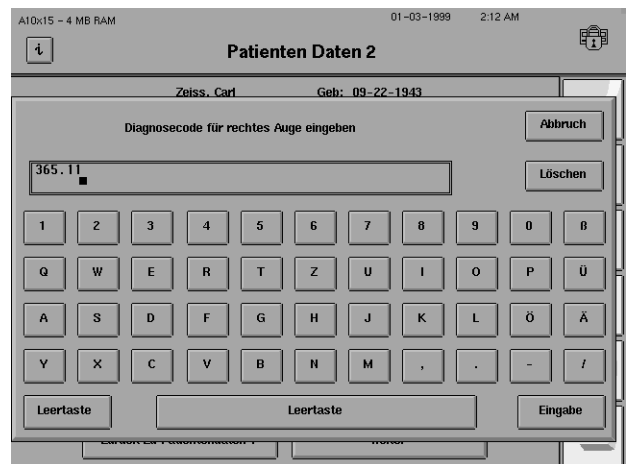 A10x15 – 4 MB RAM 01-03-1999 2:12 AM
i Patienten Daten 2
Zeiss, Carl Geb: 09-22-1943
Diagnosecode für rechtes Auge eingeben Abbruch
365.11 Löschen
1 2 3 4 5 6 7 8 9 0 ß
Q W E R T Z U I O P Ü
A S D F G H J K L Ö Ä
Y X C V B N M , . - /
Leertaste Leertaste Eingabe